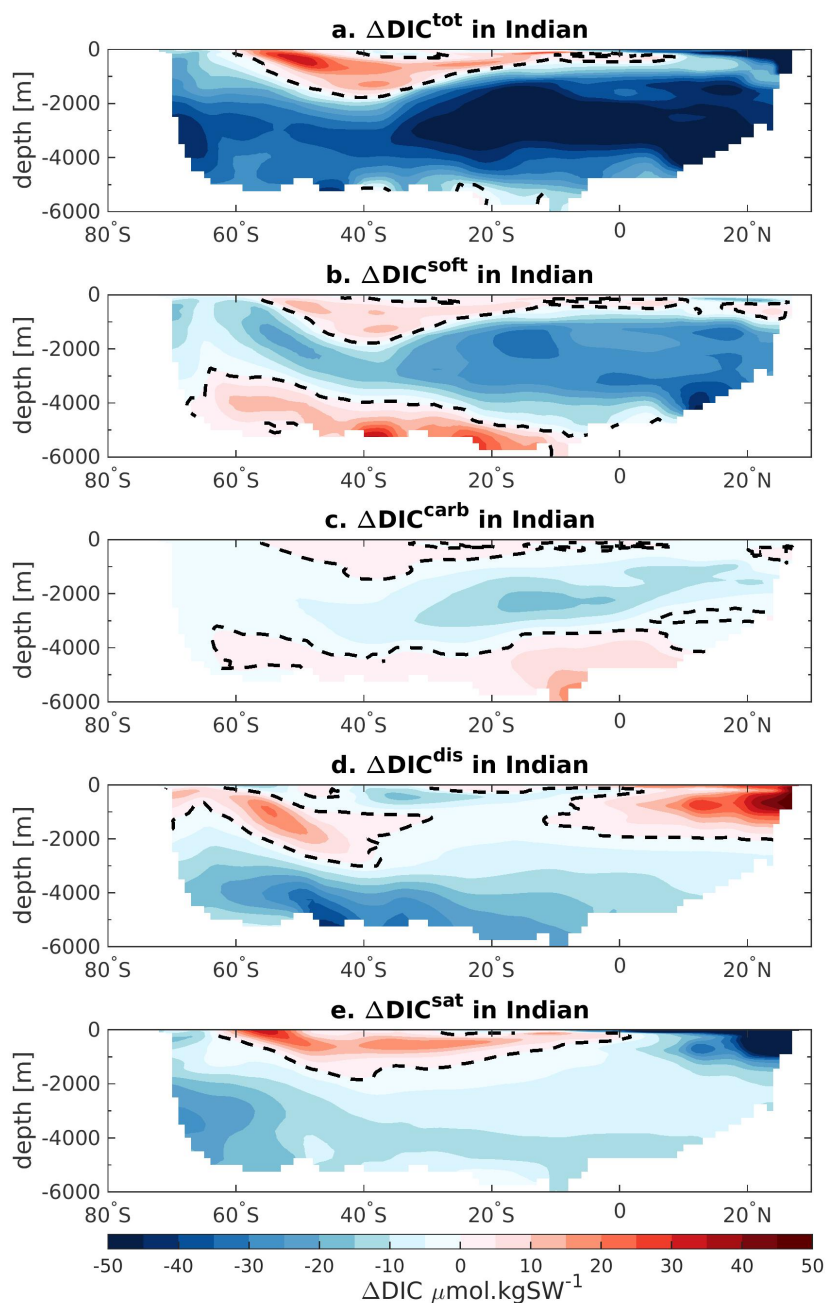 a. ΔDIC^tot in Indian
0
-2000
-4000
-6000
depth [m]
80°S 60°S 40°S 20°S 0 20°N
b. ΔDIC^soft in Indian
0
-2000
-4000
-6000
depth [m]
80°S 60°S 40°S 20°S 0 20°N
c. ΔDIC^carb in Indian
0
-2000
-4000
-6000
depth [m]
80°S 60°S 40°S 20°S 0 20°N
d. ΔDIC^dis in Indian
0
-2000
-4000
-6000
depth [m]
80°S 60°S 40°S 20°S 0 20°N
e. ΔDIC^sat in Indian
0
-2000
-4000
-6000
depth [m]
80°S 60°S 40°S 20°S 0 20°N
-50 -40 -30 -20 -10 0 10 20 30 40 50
ΔDIC μmol.kgSW^-1